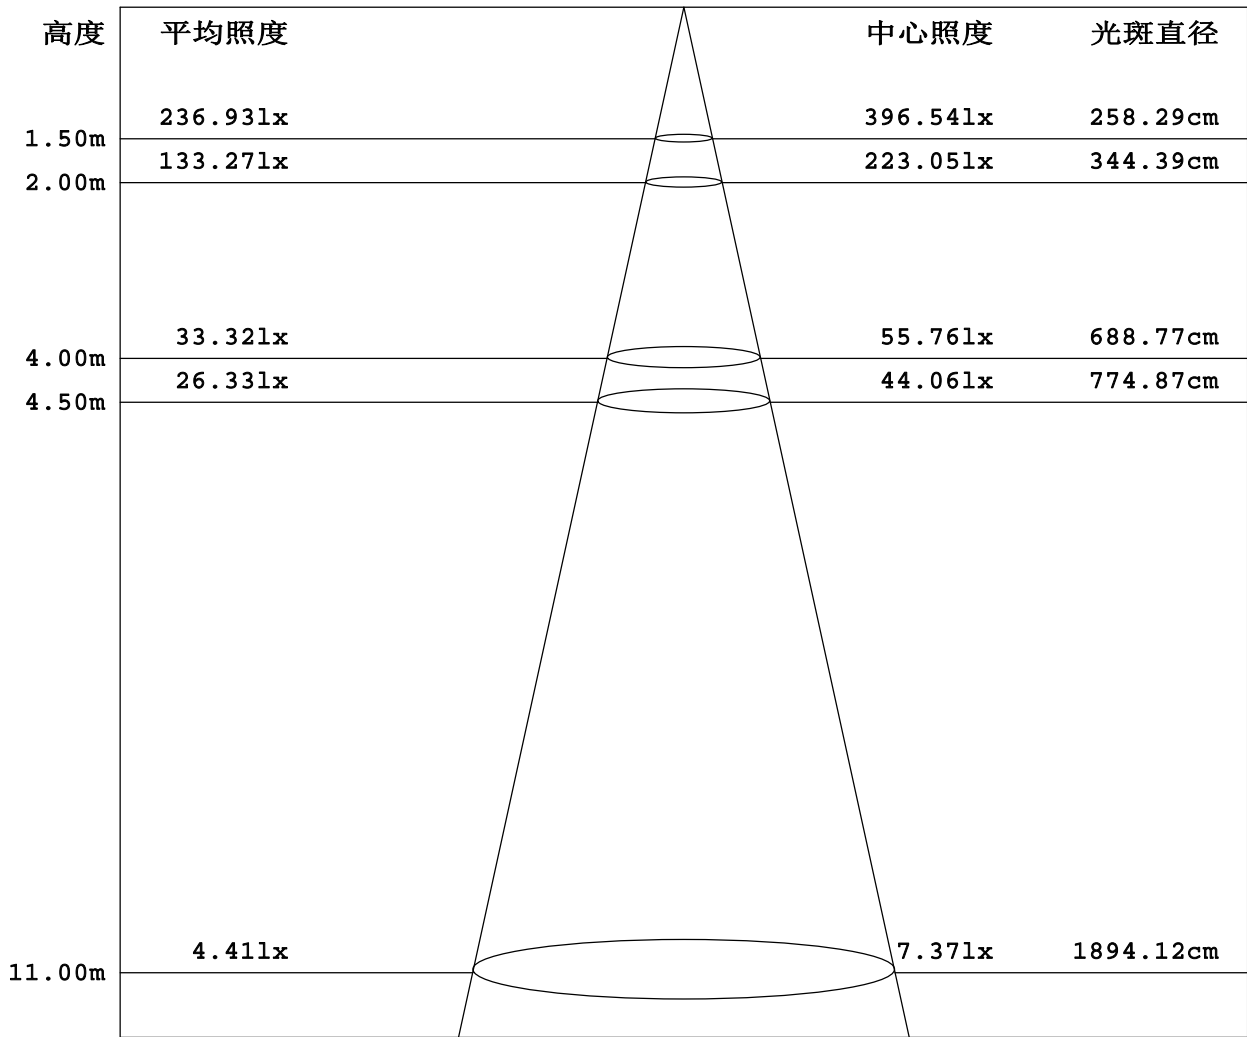 高度 平均照度 中心照度 光斑直径
236.93lx 396.54lx 258.29cm
1.50m
133.27lx 223.05lx 344.39cm
2.00m
33.32lx 55.76lx 688.77cm
4.00m
26.33lx 44.06lx 774.87cm
4.50m
4.41lx 7.37lx 1894.12cm
11.00m